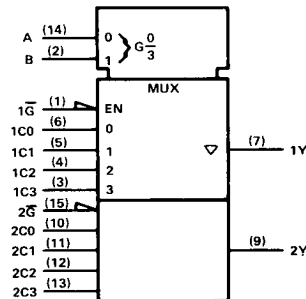 A (14) 0 } G 0/3
B (2) 1
MUX
1G̅ (1) EN
1C0 (6) 0
1C1 (5) 1 ▽ (7) 1Y
1C2 (4) 2
1C3 (3) 3
2G̅ (15)
2C0 (10)
2C1 (11) (9) 2Y
2C2 (12)
2C3 (13)